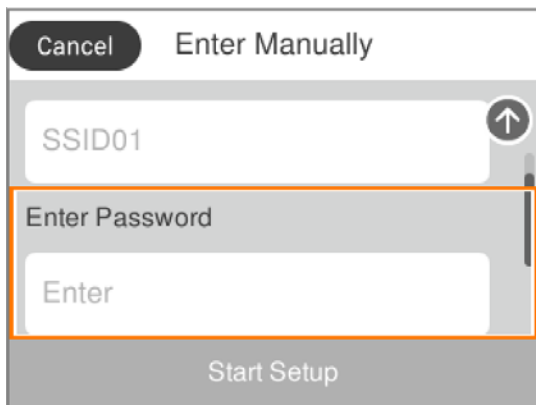 Cancel Enter Manually
SSID01
Enter Password
Enter
Start Setup